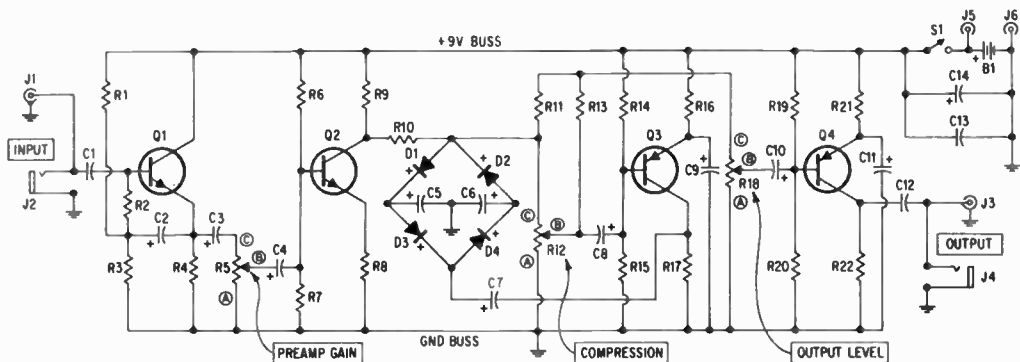 +9V BUSS
S1
J5
J6
+
B1
J1
R1
R6
R9
R11
R13
R14
R16
R19
R21
C14
+
C13
INPUT
Q1
Q2
R10
Q3
Q4
C
B
R18
A
C10
+
C11
+
C1
+
D1
+
D2
+
C9
+
J2
R2
C2
+
C3
+
C5
+
C6
+
C
B
R12
A
C8
+
C12
+
J3
OUTPUT
J4
D3
+
D4
+
R3
R4
C
B
R5
A
C4
+
R7
R8
C7
+
R15
R17
R20
R22
GND BUSS
PREAMP GAIN
COMPRESSION
OUTPUT LEVEL